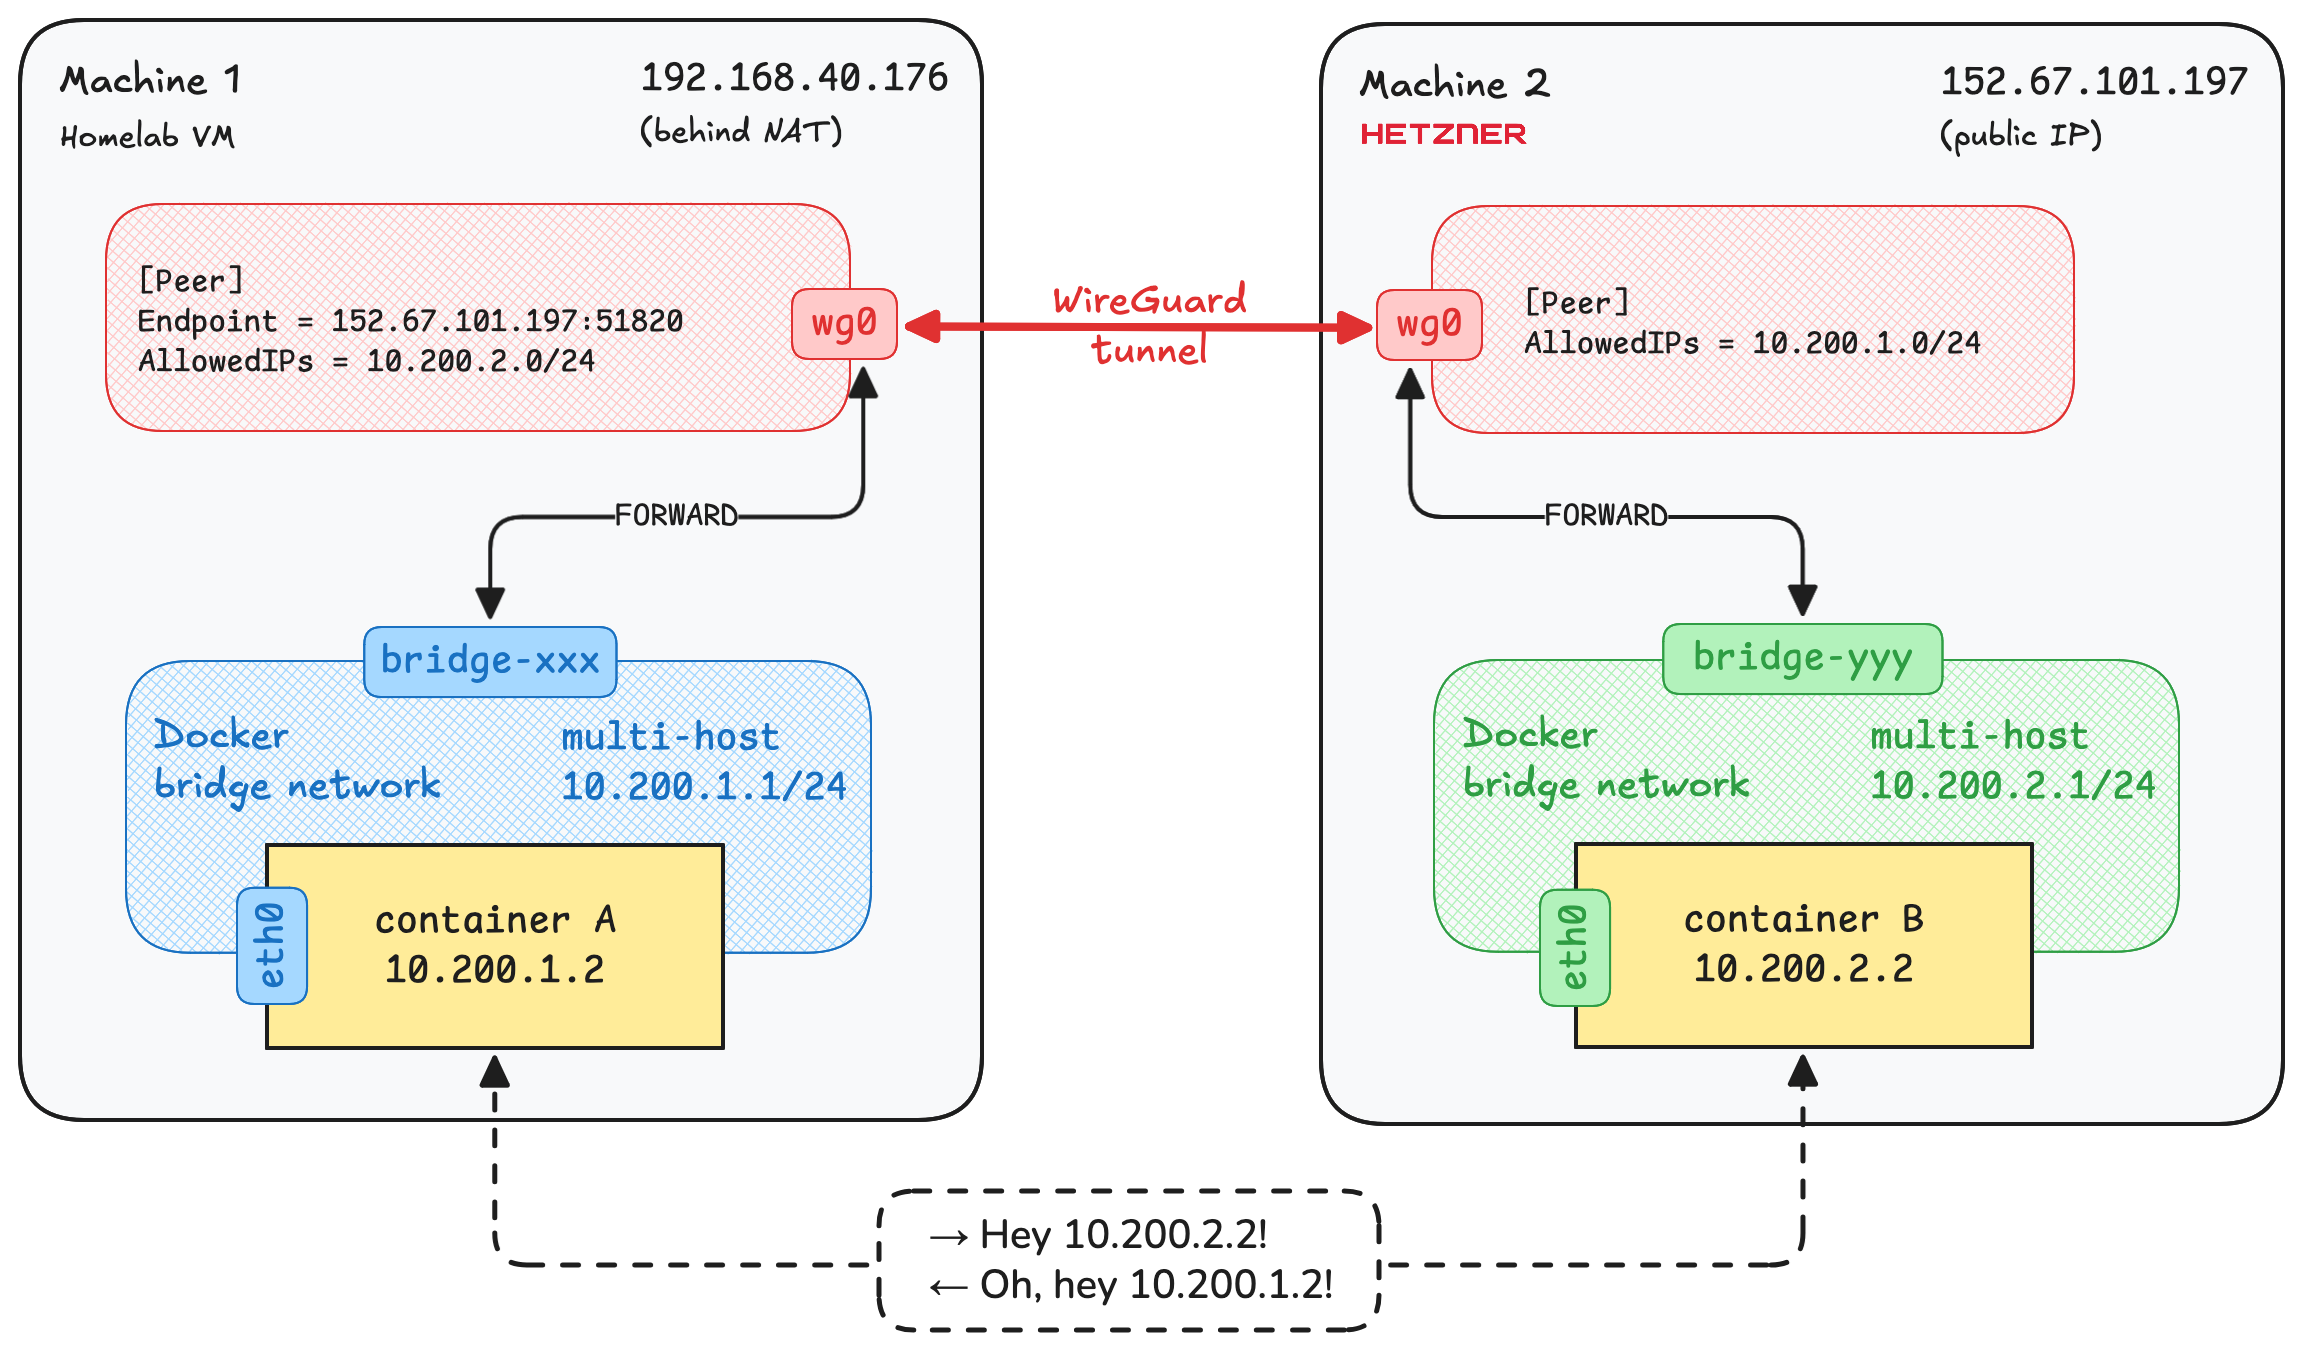 Machine 1
Homelab VM
192.168.40.176
(behind NAT)
[Peer]
Endpoint = 152.67.101.197:51820
AllowedIPs = 10.200.2.0/24
wg0
FORWARD
bridge-xxx
Docker
bridge network
multi-host
10.200.1.1/24
eth0
container A
10.200.1.2
WireGuard
tunnel
Machine 2
HETZNER
152.67.101.197
(public IP)
wg0
[Peer]
AllowedIPs = 10.200.1.0/24
FORWARD
bridge-yyy
Docker
bridge network
multi-host
10.200.2.1/24
eth0
container B
10.200.2.2
→ Hey 10.200.2.2!
← Oh, hey 10.200.1.2!